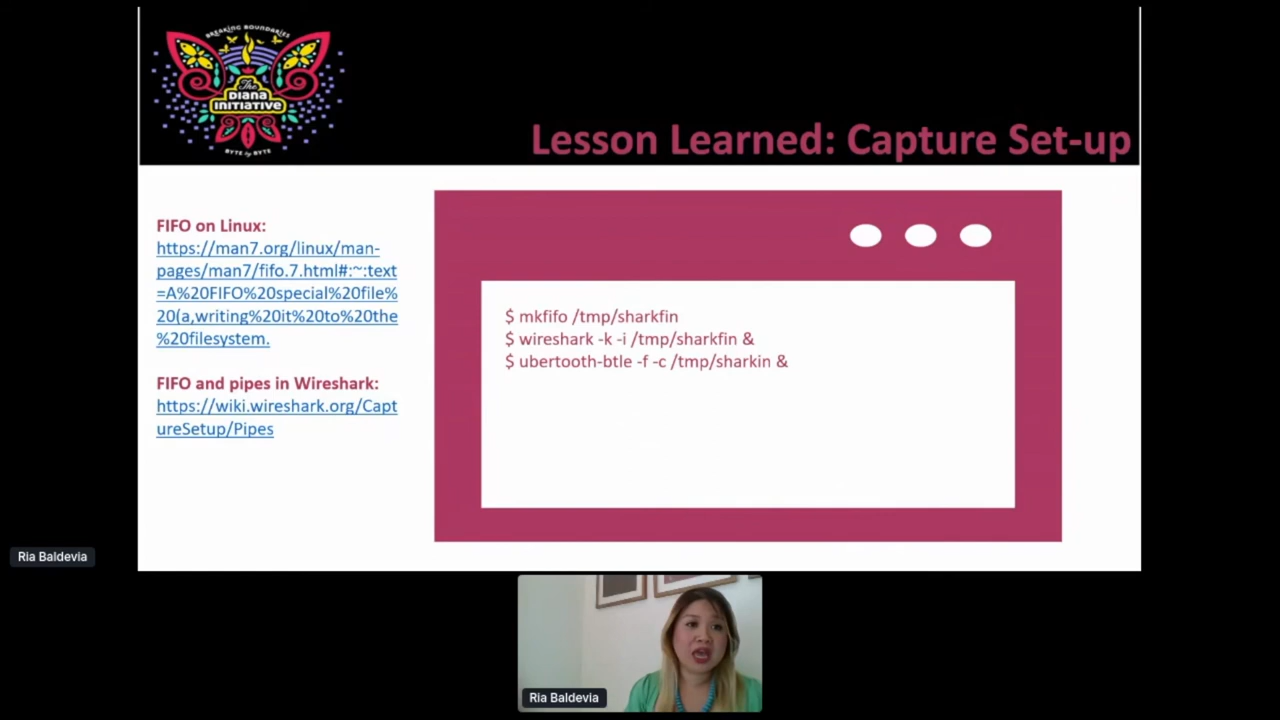 BREAKING BOUNDARIES
The
DIANA
INITIATIVE
BYTE by BYTE
Lesson Learned: Capture Set-up
FIFO on Linux:
https://man7.org/linux/man-
pages/man7/fifo.7.html#:~:text
=A%20FIFO%20special%20file%
20(a,writing%20it%20to%20the
%20filesystem.
FIFO and pipes in Wireshark:
https://wiki.wireshark.org/Capt
ureSetup/Pipes
$ mkfifo /tmp/sharkfin
$ wireshark -k -i /tmp/sharkfin &
$ ubertooth-btle -f -c /tmp/sharkin &
Ria Baldevia
Ria Baldevia